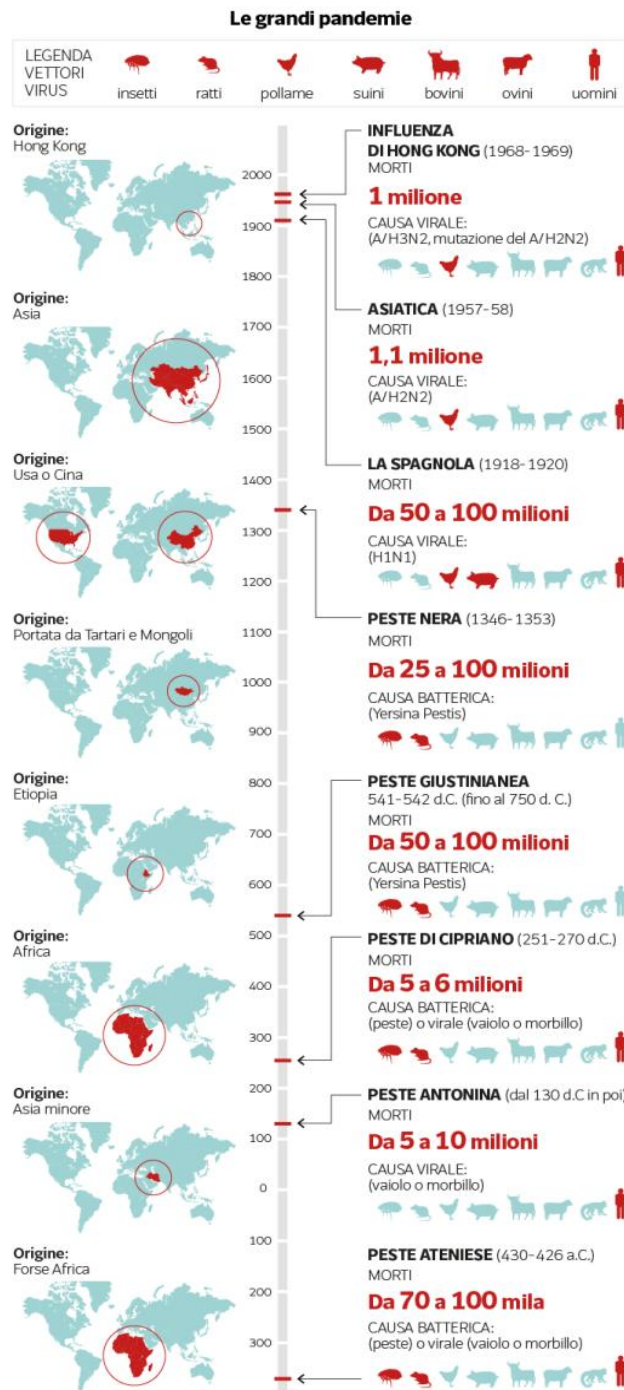 Le grandi pandemie
LEGENDA
VETTORI
VIRUS
insetti
ratti
pollame
suini
bovini
ovini
uomini
Origine:
Hong Kong
INFLUENZA
DI HONG KONG (1968-1969)
MORTI
1 milione
CAUSA VIRALE:
(A/H3N2, mutazione del A/H2N2)
2000
1900
1800
Origine:
Asia
ASIATICA (1957-58)
MORTI
1,1 milione
CAUSA VIRALE:
(A/H2N2)
1700
1600
1500
Origine:
Usa o Cina
LA SPAGNOLA (1918-1920)
MORTI
Da 50 a 100 milioni
CAUSA VIRALE:
(H1N1)
1400
1300
1200
Origine:
Portata da Tartari e Mongoli
PESTE NERA (1346-1353)
MORTI
Da 25 a 100 milioni
CAUSA BATTERICA:
(Yersina Pestis)
1100
1000
900
Origine:
Etiopia
PESTE GIUSTINIANEA
541-542 d.C. (fino al 750 d. C.)
MORTI
Da 50 a 100 milioni
CAUSA BATTERICA:
(Yersina Pestis)
800
700
600
Origine:
Africa
PESTE DI CIPRIANO (251-270 d.C.)
MORTI
Da 5 a 6 milioni
CAUSA BATTERICA:
(peste) o virale (vaiolo o morbillo)
500
400
300
Origine:
Asia minore
PESTE ANTONINA (dal 130 d.C in poi)
MORTI
Da 5 a 10 milioni
CAUSA VIRALE:
(vaiolo o morbillo)
200
100
0
Origine:
Forse Africa
PESTE ATENIESE (430-426 a.C.)
MORTI
Da 70 a 100 mila
CAUSA BATTERICA:
(peste) o virale (vaiolo o morbillo)
100
200
300